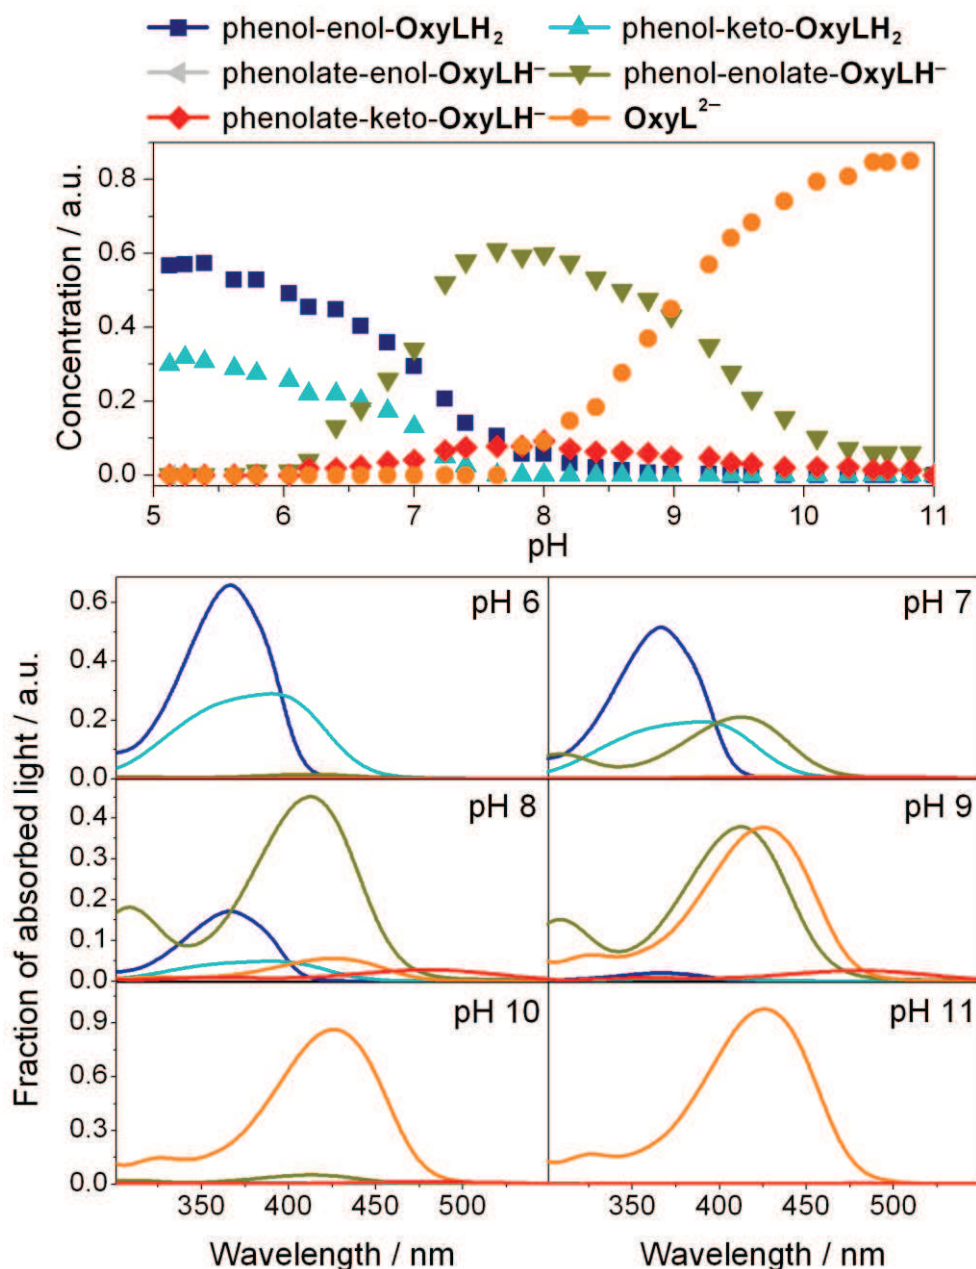 phenol-enol-OxyLH₂ phenol-keto-OxyLH₂
phenolate-enol-OxyLH⁻ phenol-enolate-OxyLH⁻
phenolate-keto-OxyLH⁻ OxyL²⁻
Concentration / a.u.
0.8
0.6
0.4
0.2
0.0
5 6 7 8 9 10 11
pH
Fraction of absorbed light / a.u.
pH 6 pH 7
0.6
0.4
0.2
0.0
pH 8 pH 9
0.4
0.3
0.2
0.1
0.0
pH 10 pH 11
0.9
0.6
0.3
0.0
350 400 450 500 350 400 450 500
Wavelength / nm Wavelength / nm